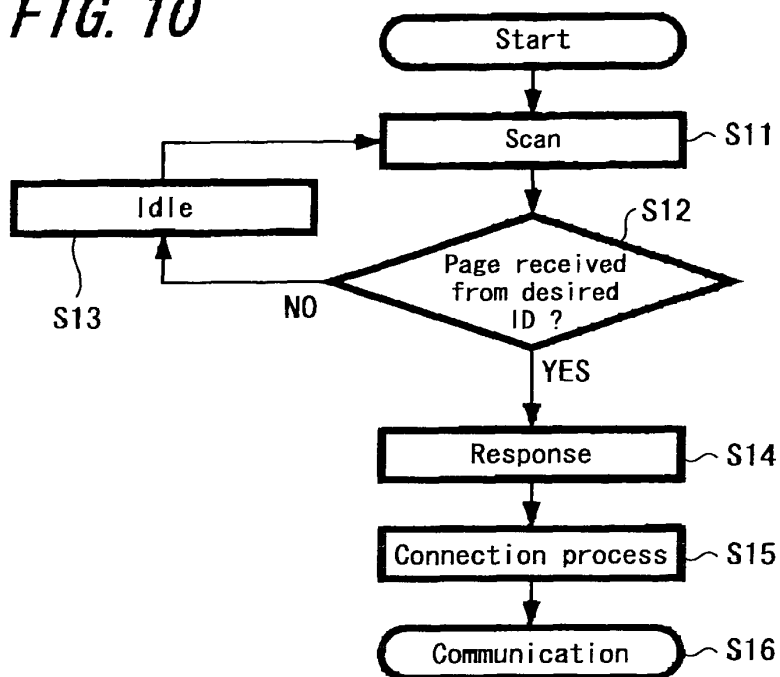 FIG. 10
Start
Scan
S11
Idle
S12
Page received
from desired
ID ?
S13
NO
YES
Response
S14
Connection process
S15
Communication
S16